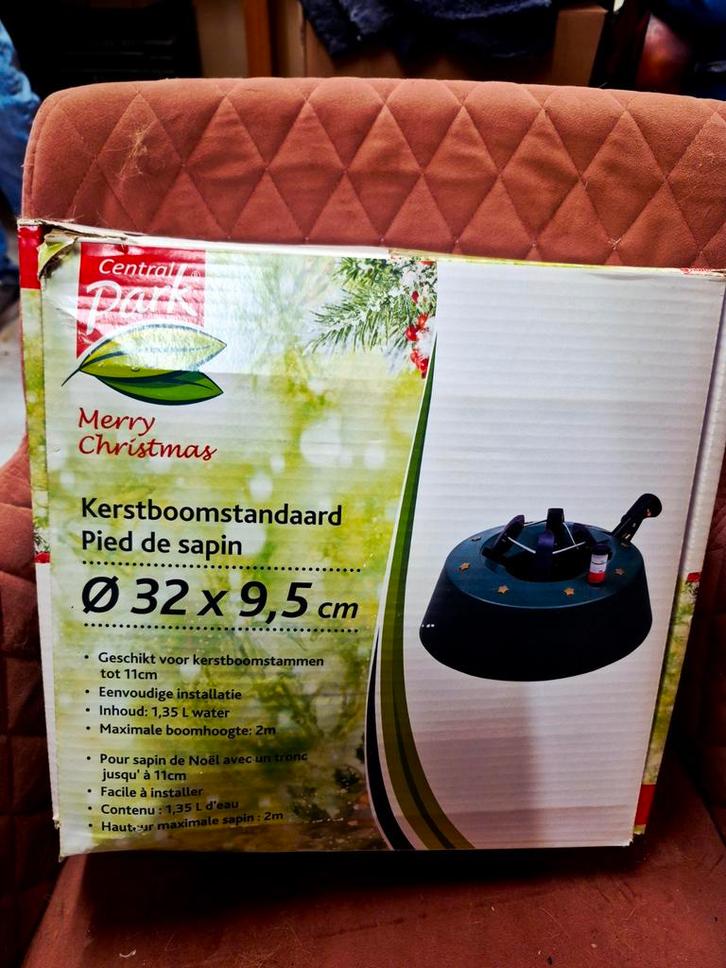 Central
Park
®
Merry
Christmas
Kerstboomstandaard
Pied de sapin
Ø 32 x 9,5 cm
• Geschikt voor kerstboomstammen
tot 11cm
• Eenvoudige installatie
• Inhoud: 1,35 L water
• Maximale boomhoogte: 2m
• Pour sapin de Noël avec un tronc
jusqu' à 11cm
• Facile à installer
• Contenu : 1,35 L d'eau
• Hauteur maximale sapin : 2m